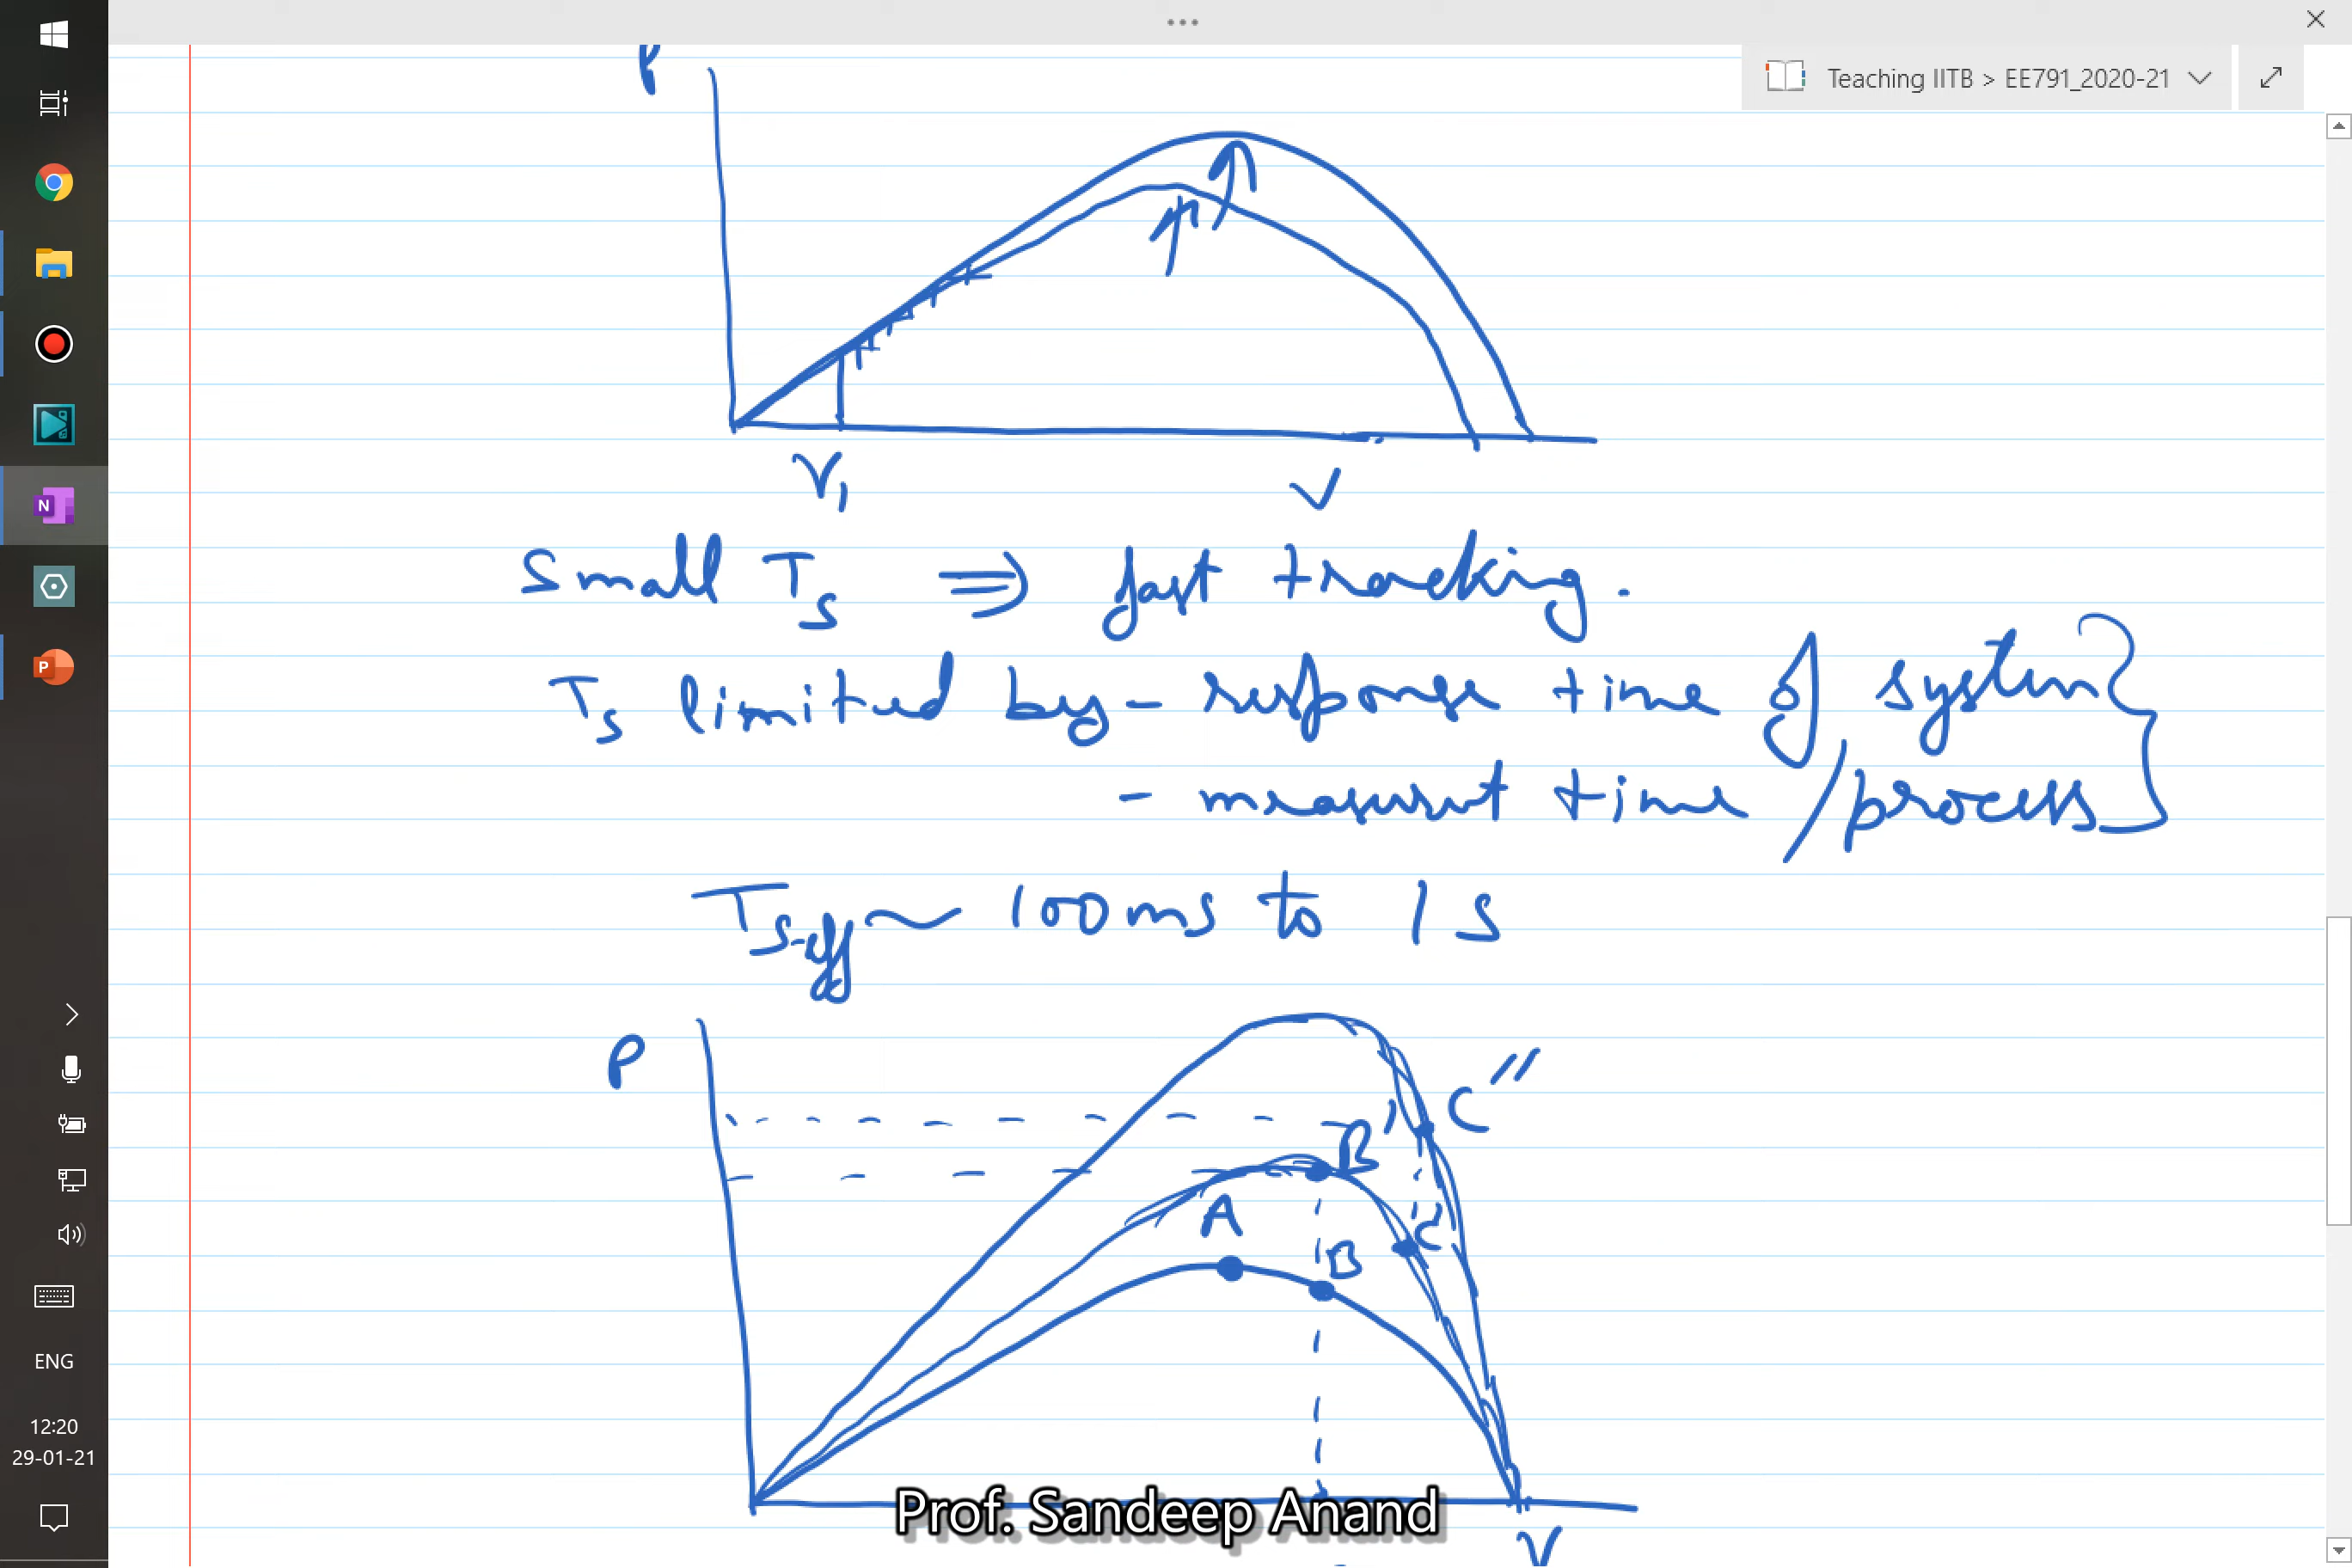 Teaching IITB > EE791_2020-21
P
V1
V
Small Ts ⇒ fast tracking.
Ts limited by - response time of system
- measurmt time / process
Ts-eff ~ 100ms to 1s
P
C''
B'
A
C'
B
V
ENG
12:20
29-01-21
Prof. Sandeep Anand